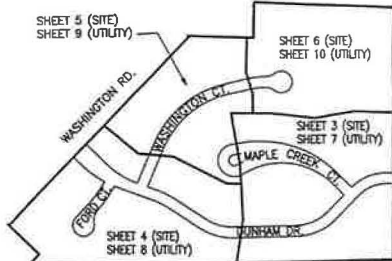 SHEET 5 (SITE)
SHEET 9 (UTILITY)
SHEET 6 (SITE)
SHEET 10 (UTILITY)
WASHINGTON RD.
WASHINGTON CT.
SHEET 3 (SITE)
SHEET 7 (UTILITY)
MAPLE CREEK CT.
FORD CT.
SHEET 4 (SITE)
SHEET 8 (UTILITY)
DUNHAM DR.